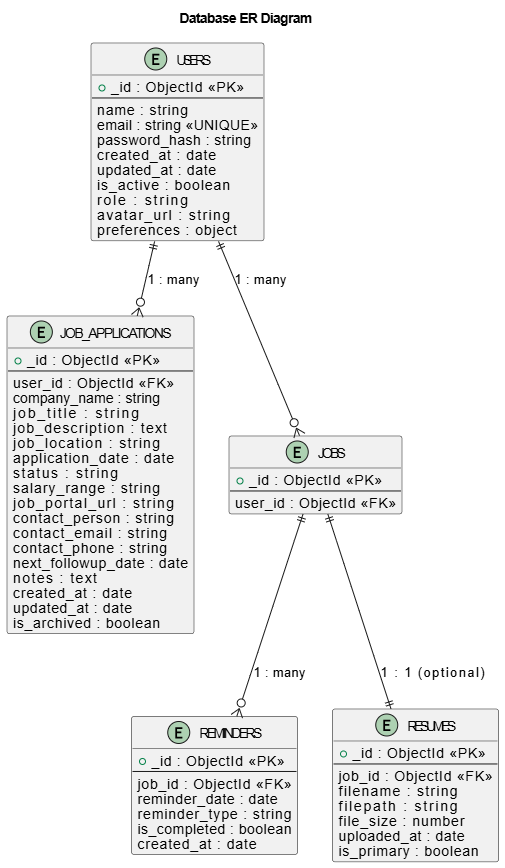 Database ER Diagram
E USERS
_id : ObjectId «PK»
name : string
email : string «UNIQUE»
password_hash : string
created_at : date
updated_at : date
is_active : boolean
role : string
avatar_url : string
preferences : object
1 : many
1 : many
E JOB_APPLICATIONS
_id : ObjectId «PK»
user_id : ObjectId «FK»
company_name : string
job_title : string
job_description : text
job_location : string
application_date : date
status : string
salary_range : string
job_portal_url : string
contact_person : string
contact_email : string
contact_phone : string
next_followup_date : date
notes : text
created_at : date
updated_at : date
is_archived : boolean
E JOBS
_id : ObjectId «PK»
user_id : ObjectId «FK»
1 : many
1 : 1 (optional)
E REMINDERS
_id : ObjectId «PK»
job_id : ObjectId «FK»
reminder_date : date
reminder_type : string
is_completed : boolean
created_at : date
E RESUMES
_id : ObjectId «PK»
job_id : ObjectId «FK»
filename : string
filepath : string
file_size : number
uploaded_at : date
is_primary : boolean